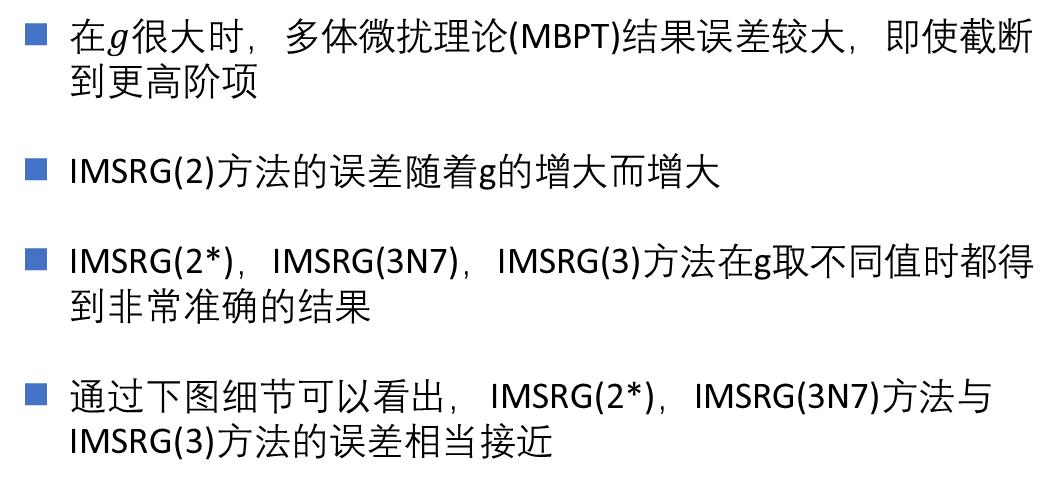 在g很大时，多体微扰理论(MBPT)结果误差较大，即使截断
到更高阶项
IMSRG(2)方法的误差随着g的增大而增大
IMSRG(2*)，IMSRG(3N7)，IMSRG(3)方法在g取不同值时都得
到非常准确的结果
通过下图细节可以看出， IMSRG(2*)，IMSRG(3N7)方法与
IMSRG(3)方法的误差相当接近